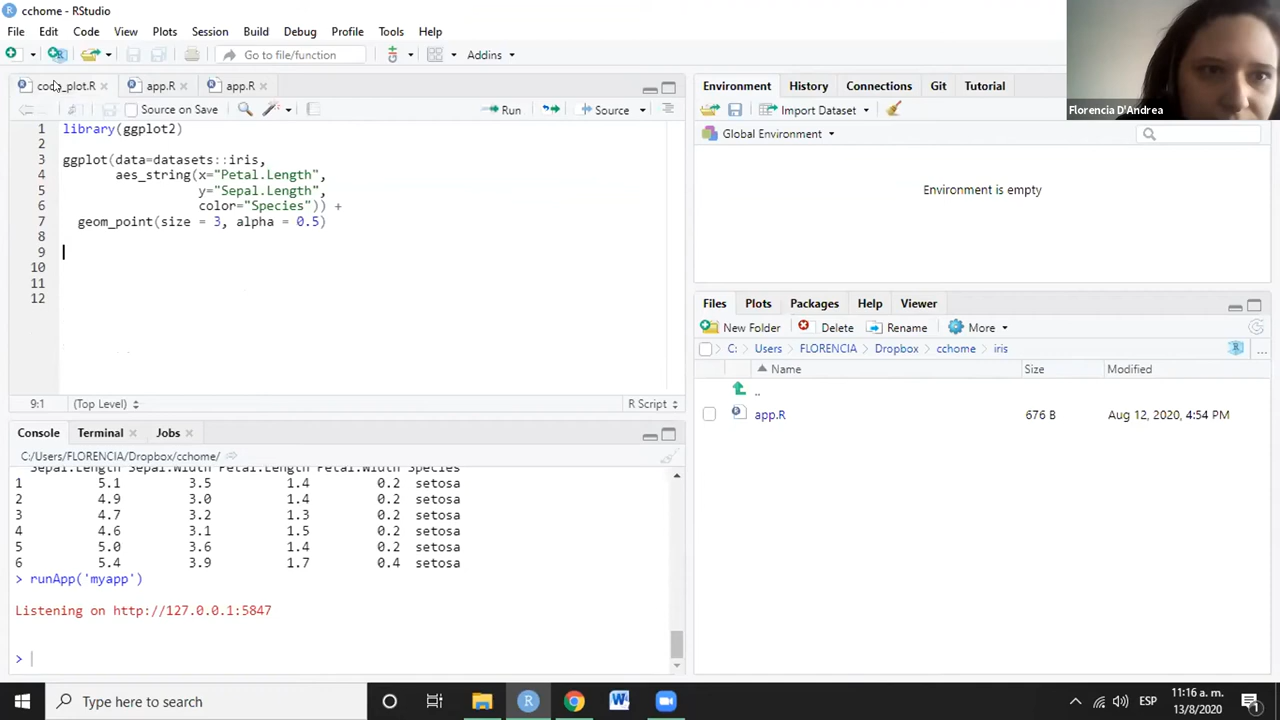 cchome - RStudio
File Edit Code View Plots Session Build Debug Profile Tools Help
Go to file/function Addins
_plot.R app.R app.R
Source on Save Run Source
1 library(ggplot2)
2
3 ggplot(data=datasets::iris,
4 aes_string(x="Petal.Length",
5 y="Sepal.Length",
6 color="Species")) +
7 geom_point(size = 3, alpha = 0.5)
8
9
10
11
12
9:1 (Top Level) R Script
Console Terminal Jobs
C:/Users/FLORENCIA/Dropbox/cchome/
Sepal.Length Sepal.Width Petal.Length Petal.Width Species
1 5.1 3.5 1.4 0.2 setosa
2 4.9 3.0 1.4 0.2 setosa
3 4.7 3.2 1.3 0.2 setosa
4 4.6 3.1 1.5 0.2 setosa
5 5.0 3.6 1.4 0.2 setosa
6 5.4 3.9 1.7 0.4 setosa
> runApp('myapp')
Listening on http://127.0.0.1:5847
>
Environment History Connections Git Tutorial
Import Dataset
Global Environment
Environment is empty
Files Plots Packages Help Viewer
New Folder Delete Rename More
C: Users FLORENCIA Dropbox cchome iris ...
Name Size Modified
..
app.R 676 B Aug 12, 2020, 4:54 PM
Florencia D'Andrea
Type here to search
ESP
11:16 a. m.
13/8/2020
1